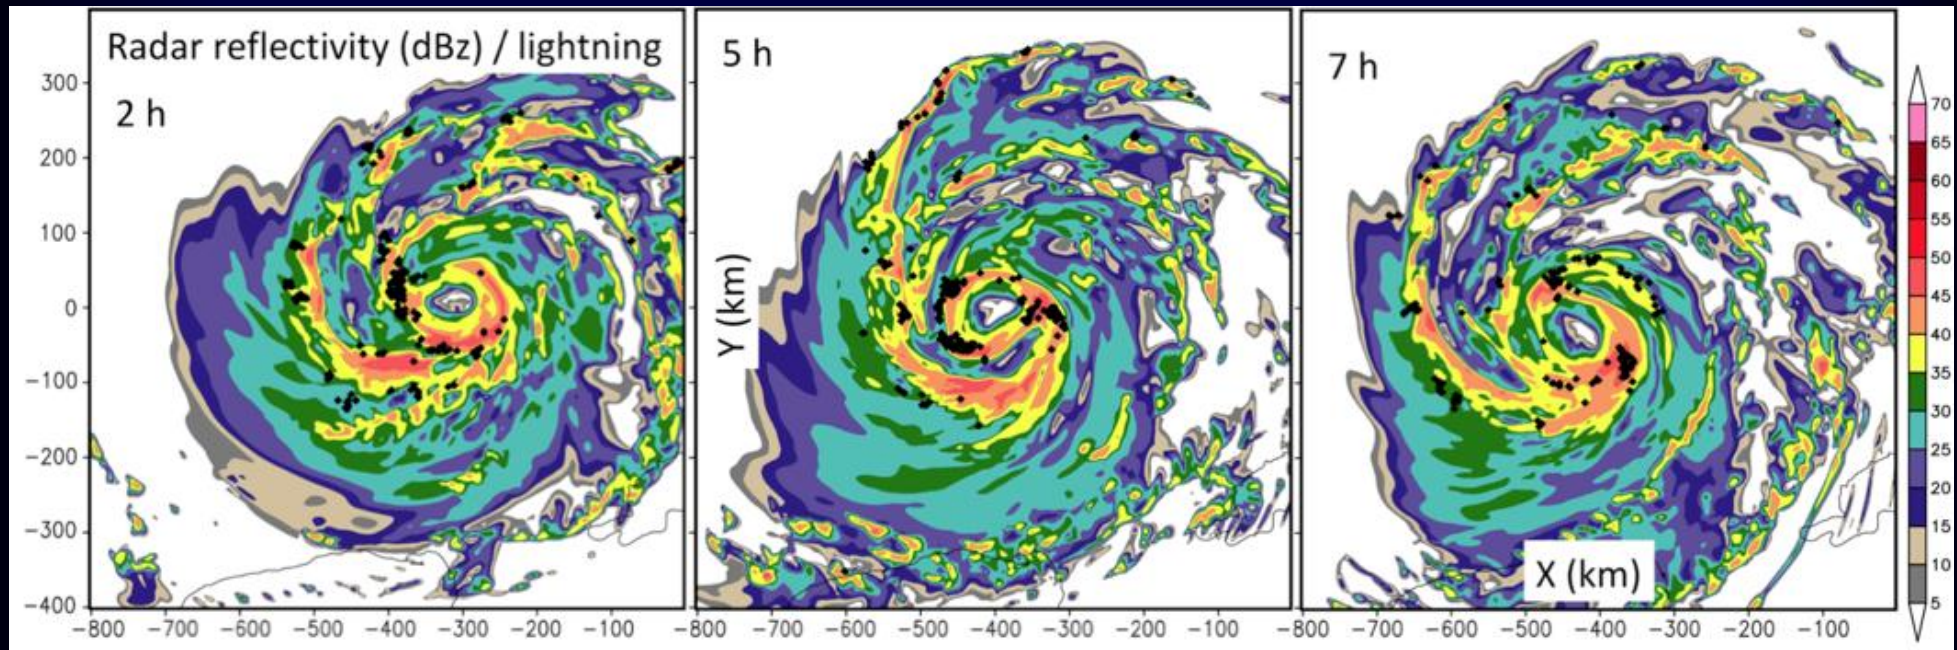 Radar reflectivity (dBz) / lightning
2 h
5 h
7 h
300
200
100
0
−100
−200
−300
−400
Y (km)
X (km)
−800 −700 −600 −500 −400 −300 −200 −100
−800 −700 −600 −500 −400 −300 −200 −100
−800 −700 −600 −500 −400 −300 −200 −100
70
65
60
55
50
45
40
35
30
25
20
15
10
5